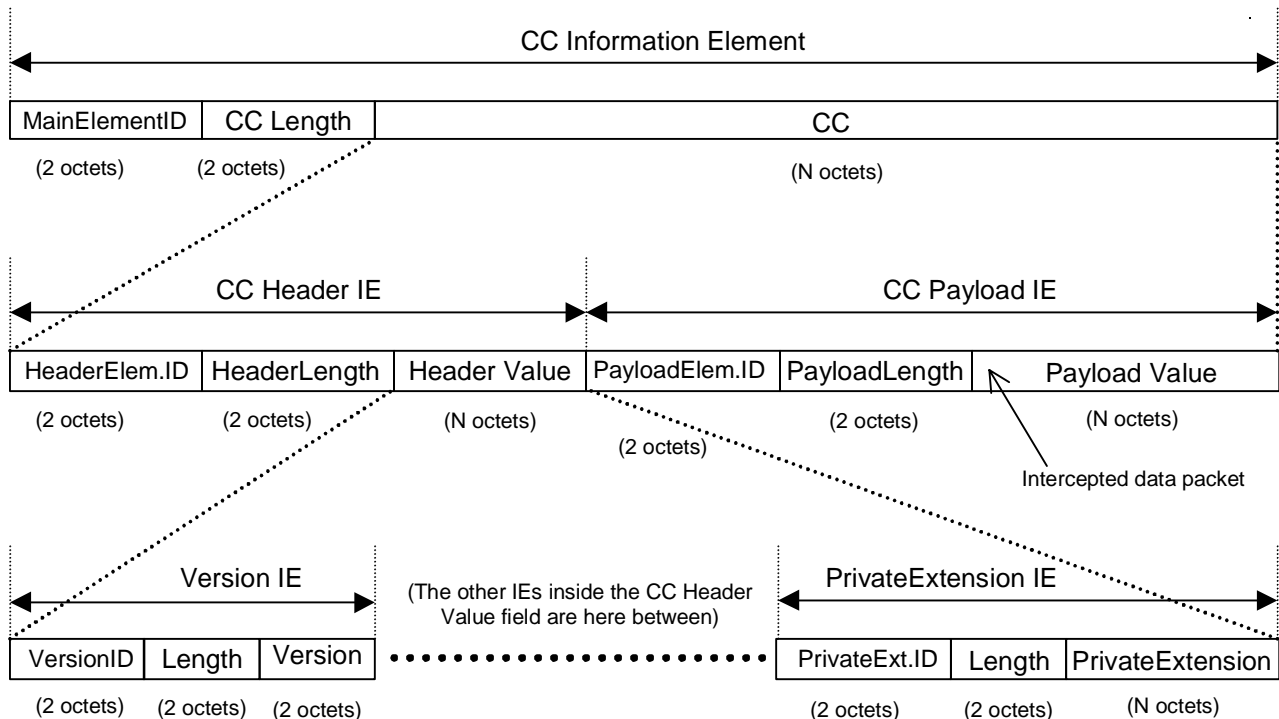 CC Information Element
MainElementID CC Length CC
(2 octets) (2 octets) (N octets)
CC Header IE CC Payload IE
HeaderElem.ID HeaderLength Header Value PayloadElem.ID PayloadLength Payload Value
(2 octets) (2 octets) (N octets) (2 octets) (2 octets) (N octets)
Intercepted data packet
Version IE (The other IEs inside the CC Header PrivateExtension IE
Value field are here between)
VersionID Length Version PrivateExt.ID Length PrivateExtension
(2 octets) (2 octets) (2 octets) (2 octets) (2 octets) (N octets)